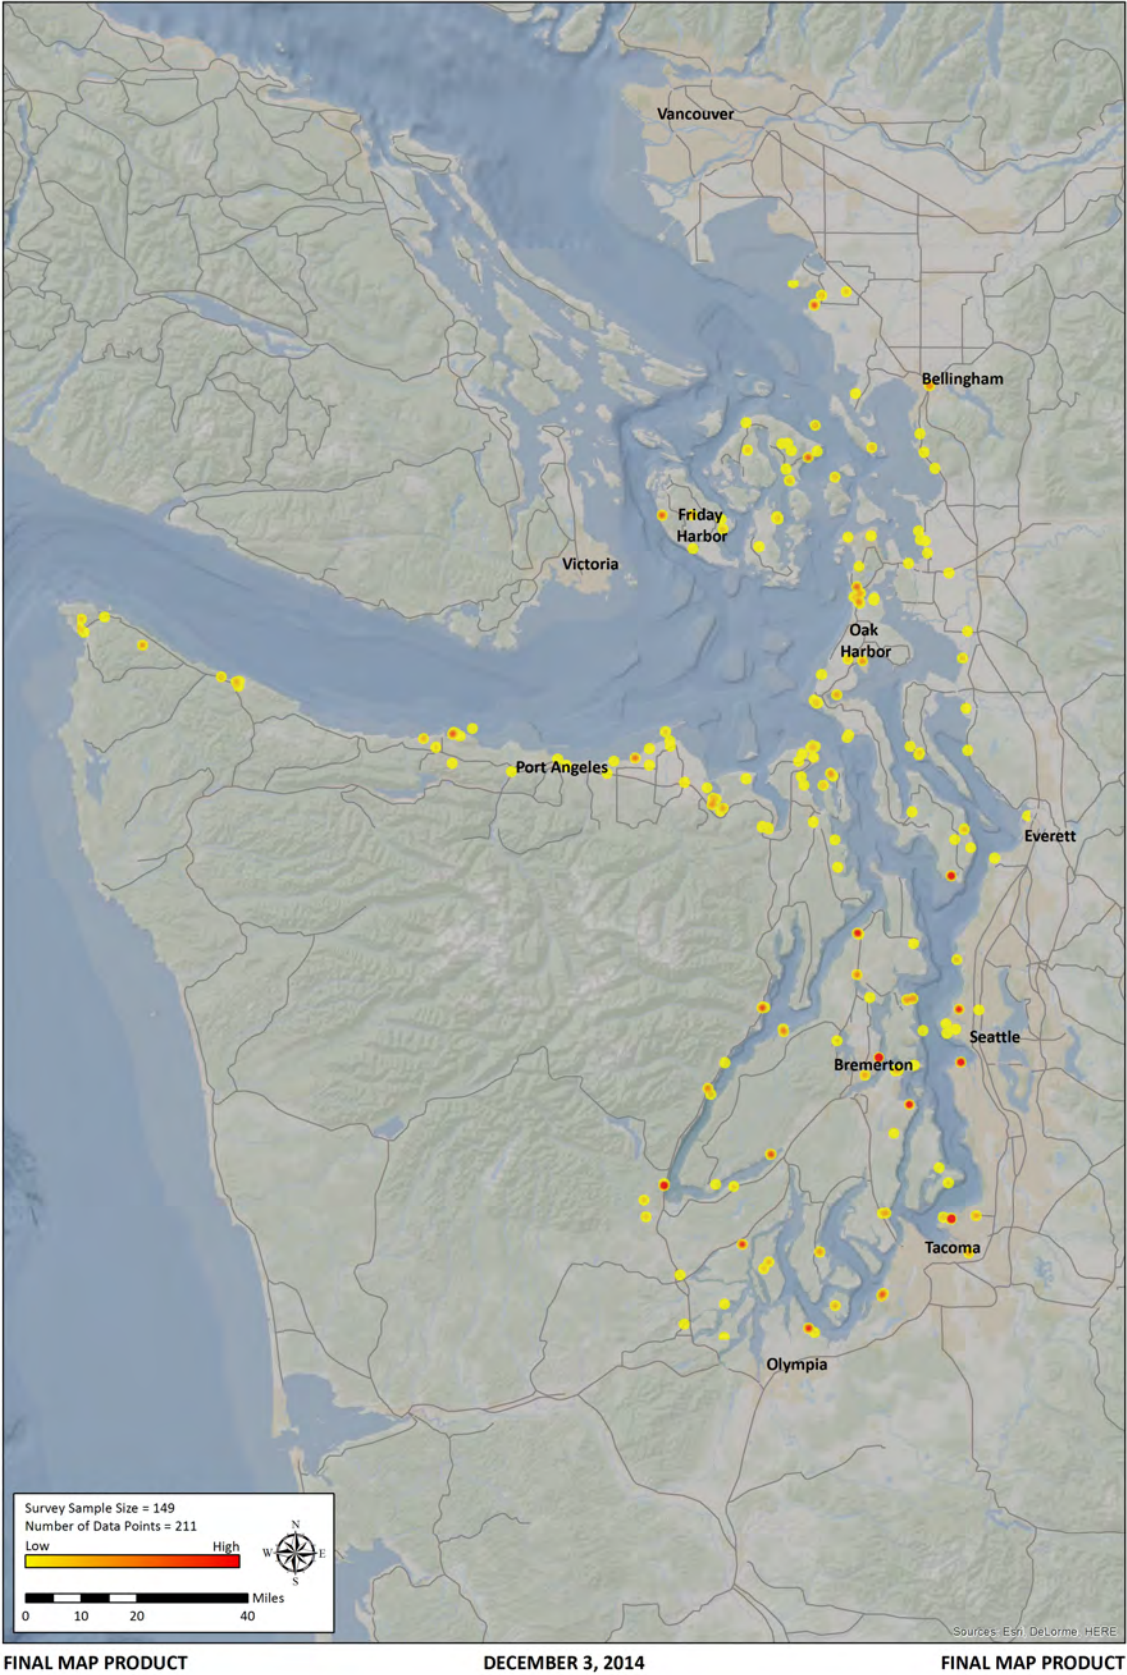 Vancouver
Bellingham
Friday
Harbor
Victoria
Oak
Harbor
Port Angeles
Everett
Seattle
Bremerton
Tacoma
Olympia
Survey Sample Size = 149
Number of Data Points = 211
Low High
N
W E
S
Miles
0 10 20 40
Sources: Esri, DeLorme, HERE
FINAL MAP PRODUCT DECEMBER 3, 2014 FINAL MAP PRODUCT